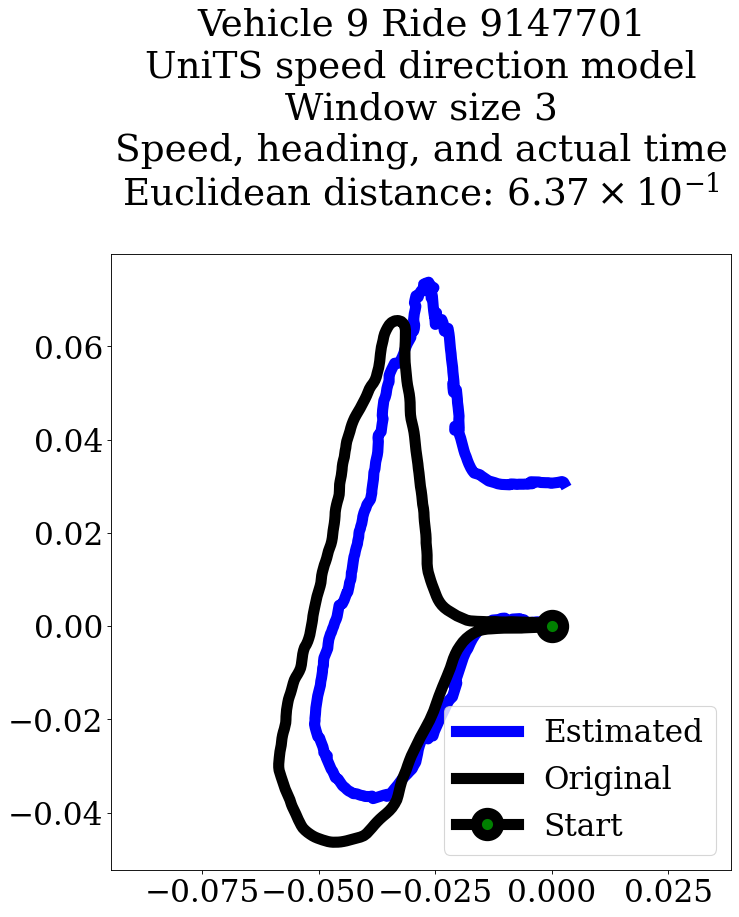 Vehicle 9 Ride 9147701
UniTS speed direction model
Window size 3
Speed, heading, and actual time
Euclidean distance: 6.37 × 10⁻¹
0.06
0.04
0.02
0.00
−0.02
−0.04
Estimated
Original
Start
−0.075 −0.050 −0.025 0.000 0.025